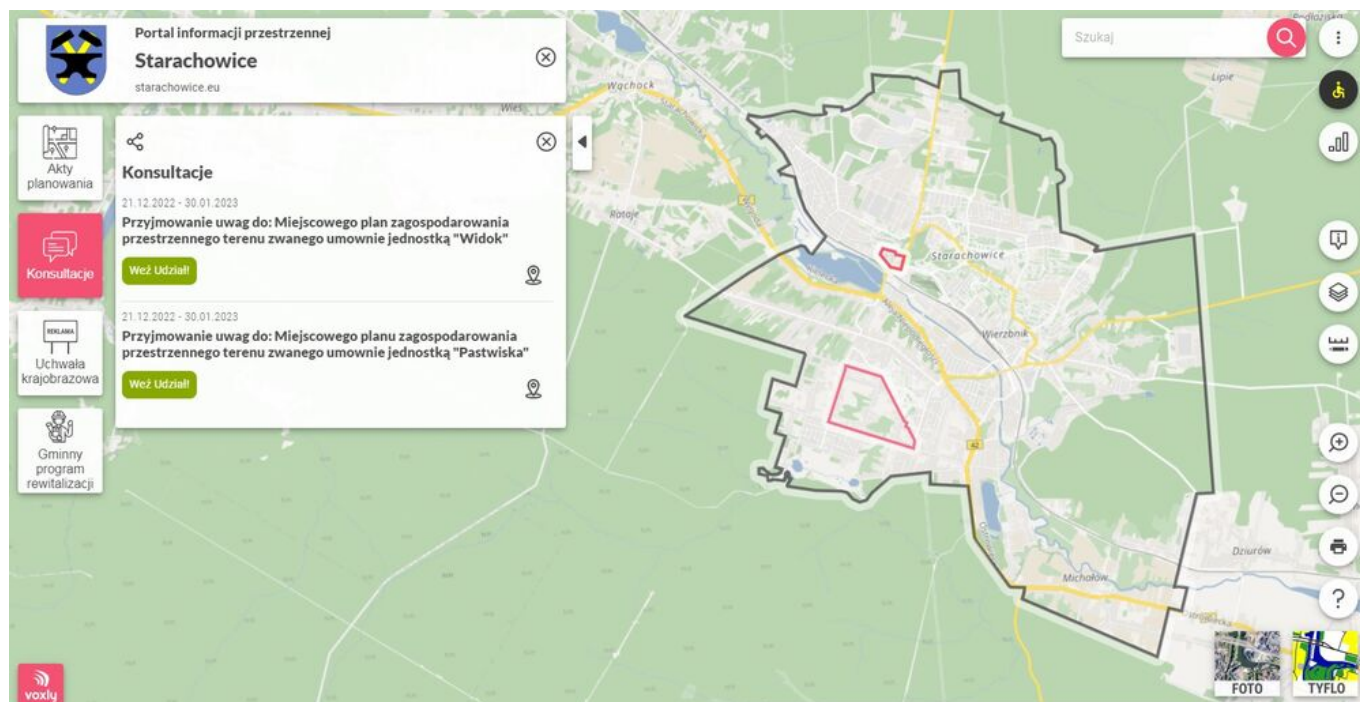 Portal informacji przestrzennej
Starachowice
starachowice.eu
Szukaj
Akty
planowania
Konsultacje
REKLAMA
Uchwała
krajobrazowa
Gminny
program
rewitalizacji
Konsultacje
21.12.2022 - 30.01.2023
Przyjmowanie uwag do: Miejscowego plan zagospodarowania
przestrzennego terenu zwanego umownie jednostką "Widok"
Weź Udział!
21.12.2022 - 30.01.2023
Przyjmowanie uwag do: Miejscowego planu zagospodarowania
przestrzennego terenu zwanego umownie jednostką "Pastwiska"
Weź Udział!
Wąchock
Starachowicka
Wieś
Rataje
Lipie
Starachowice
Wierzbnik
42
Michałów
Dziurów
FOTO
TYFLO
voxly